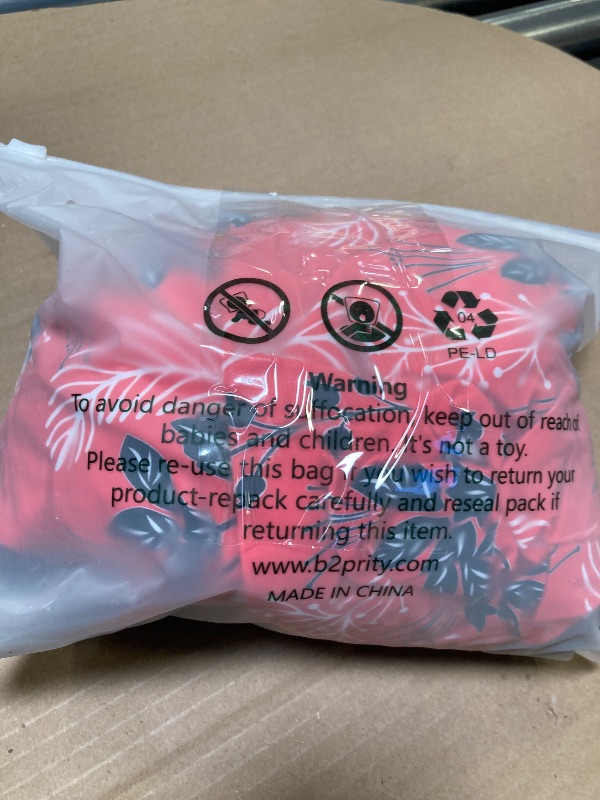 04
PE-LD
Warning
To avoid danger of suffocation, keep out of reach of
babies and children. It's not a toy.
Please re-use this bag if you wish to return your
product-repack carefully and reseal pack if
returning this item.
www.b2prity.com
MADE IN CHINA